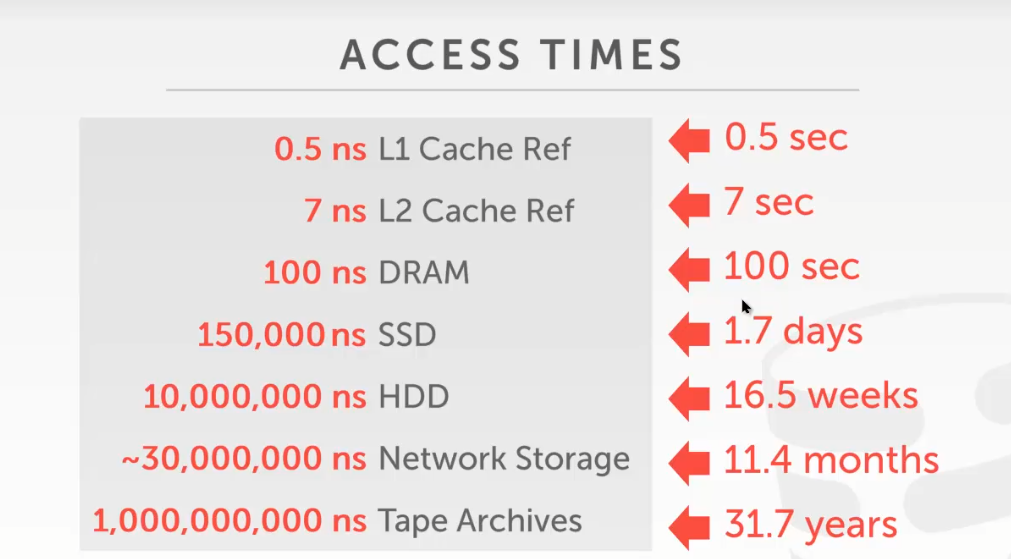 ACCESS TIMES
0.5 ns L1 Cache Ref 0.5 sec
7 ns L2 Cache Ref 7 sec
100 ns DRAM 100 sec
150,000 ns SSD 1.7 days
10,000,000 ns HDD 16.5 weeks
~30,000,000 ns Network Storage 11.4 months
1,000,000,000 ns Tape Archives 31.7 years